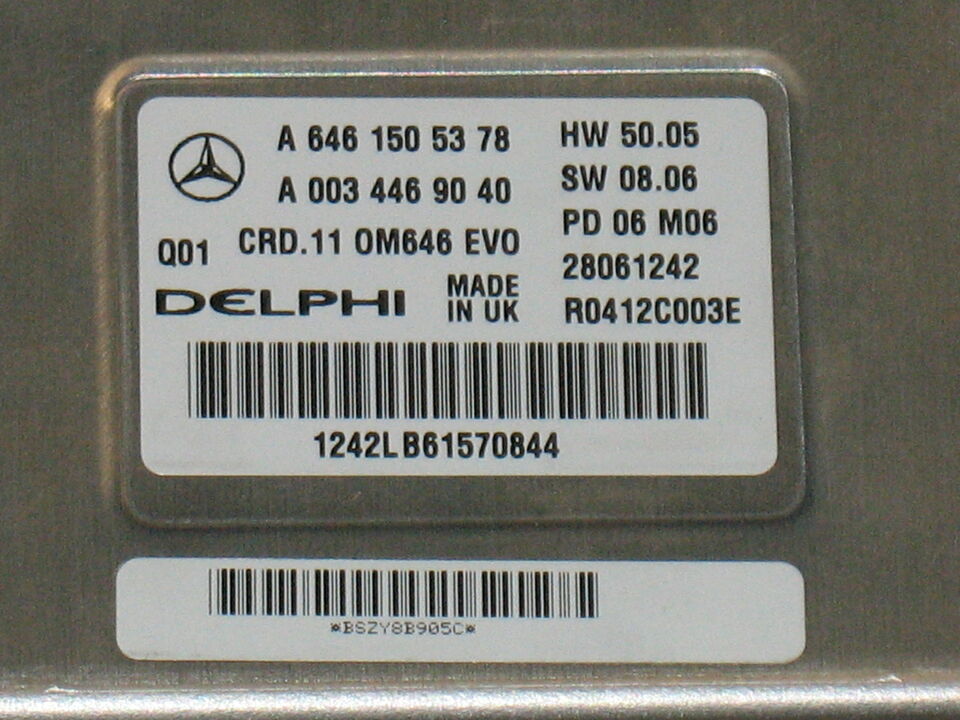 A 646 150 53 78
A 003 446 90 40
Q01 CRD.11 OM646 EVO
DELPHI
MADE
IN UK
HW 50.05
SW 08.06
PD 06 M06
28061242
R0412C003E
1242LB61570844
*BSZY8B905C*